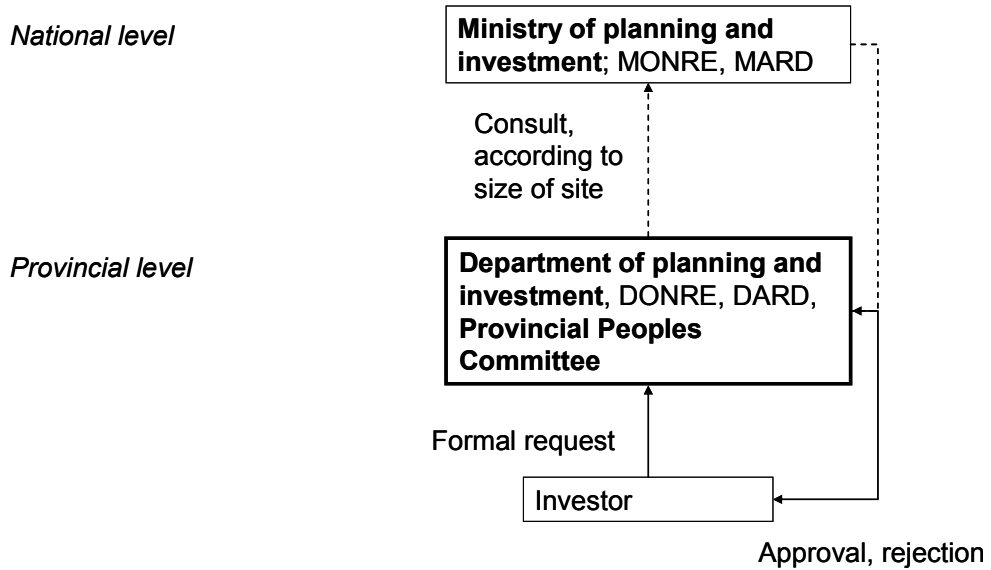 National level
Ministry of planning and
investment; MONRE, MARD
Consult,
according to
size of site
Provincial level
Department of planning and
investment, DONRE, DARD,
Provincial Peoples
Committee
Formal request
Investor
Approval, rejection